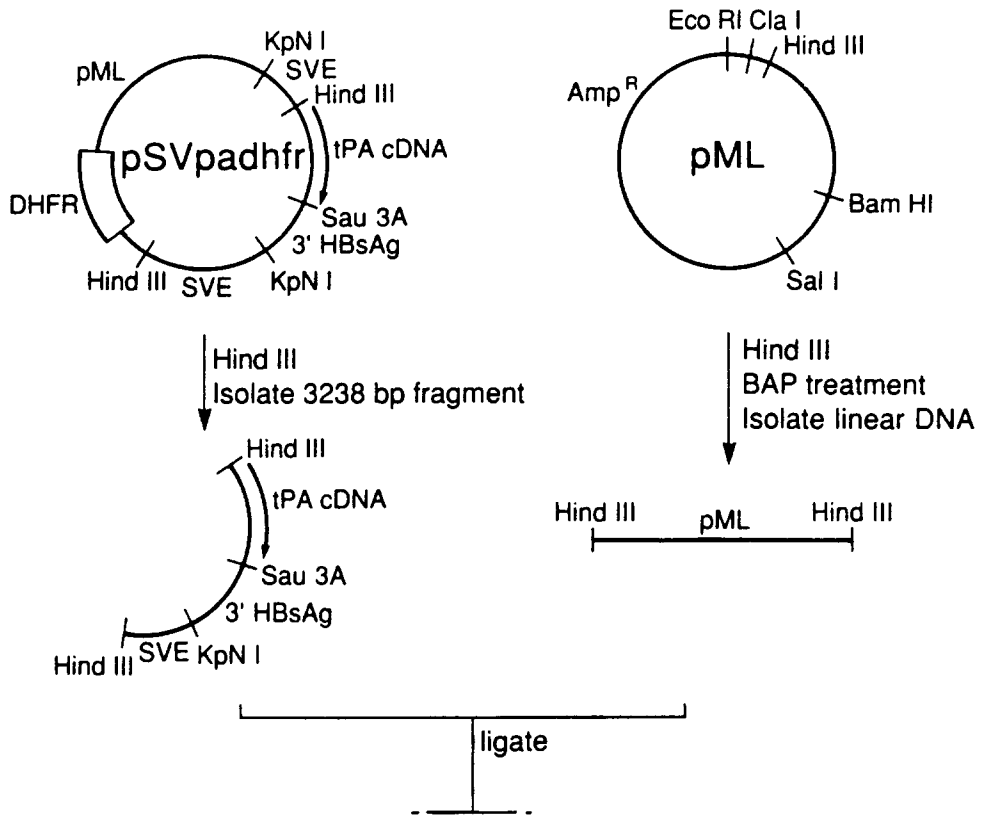 KpN I
SVE
Hind III
pML
pSVpadhfr
tPA cDNA
DHFR
Sau 3A
3' HBsAg
Hind III
SVE
KpN I
Eco RI Cla I
Hind III
Amp R
pML
Bam HI
Sal I
Hind III
Isolate 3238 bp fragment
Hind III
BAP treatment
Isolate linear DNA
Hind III
tPA cDNA
Sau 3A
3' HBsAg
Hind III
SVE
KpN I
Hind III
pML
Hind III
ligate